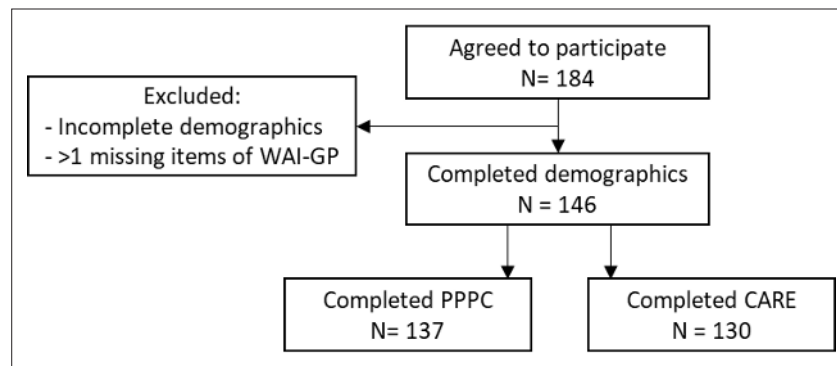 Agreed to participate
N= 184
Excluded:
- Incomplete demographics
- >1 missing items of WAI-GP
Completed demographics
N = 146
Completed PPPC
N= 137
Completed CARE
N = 130